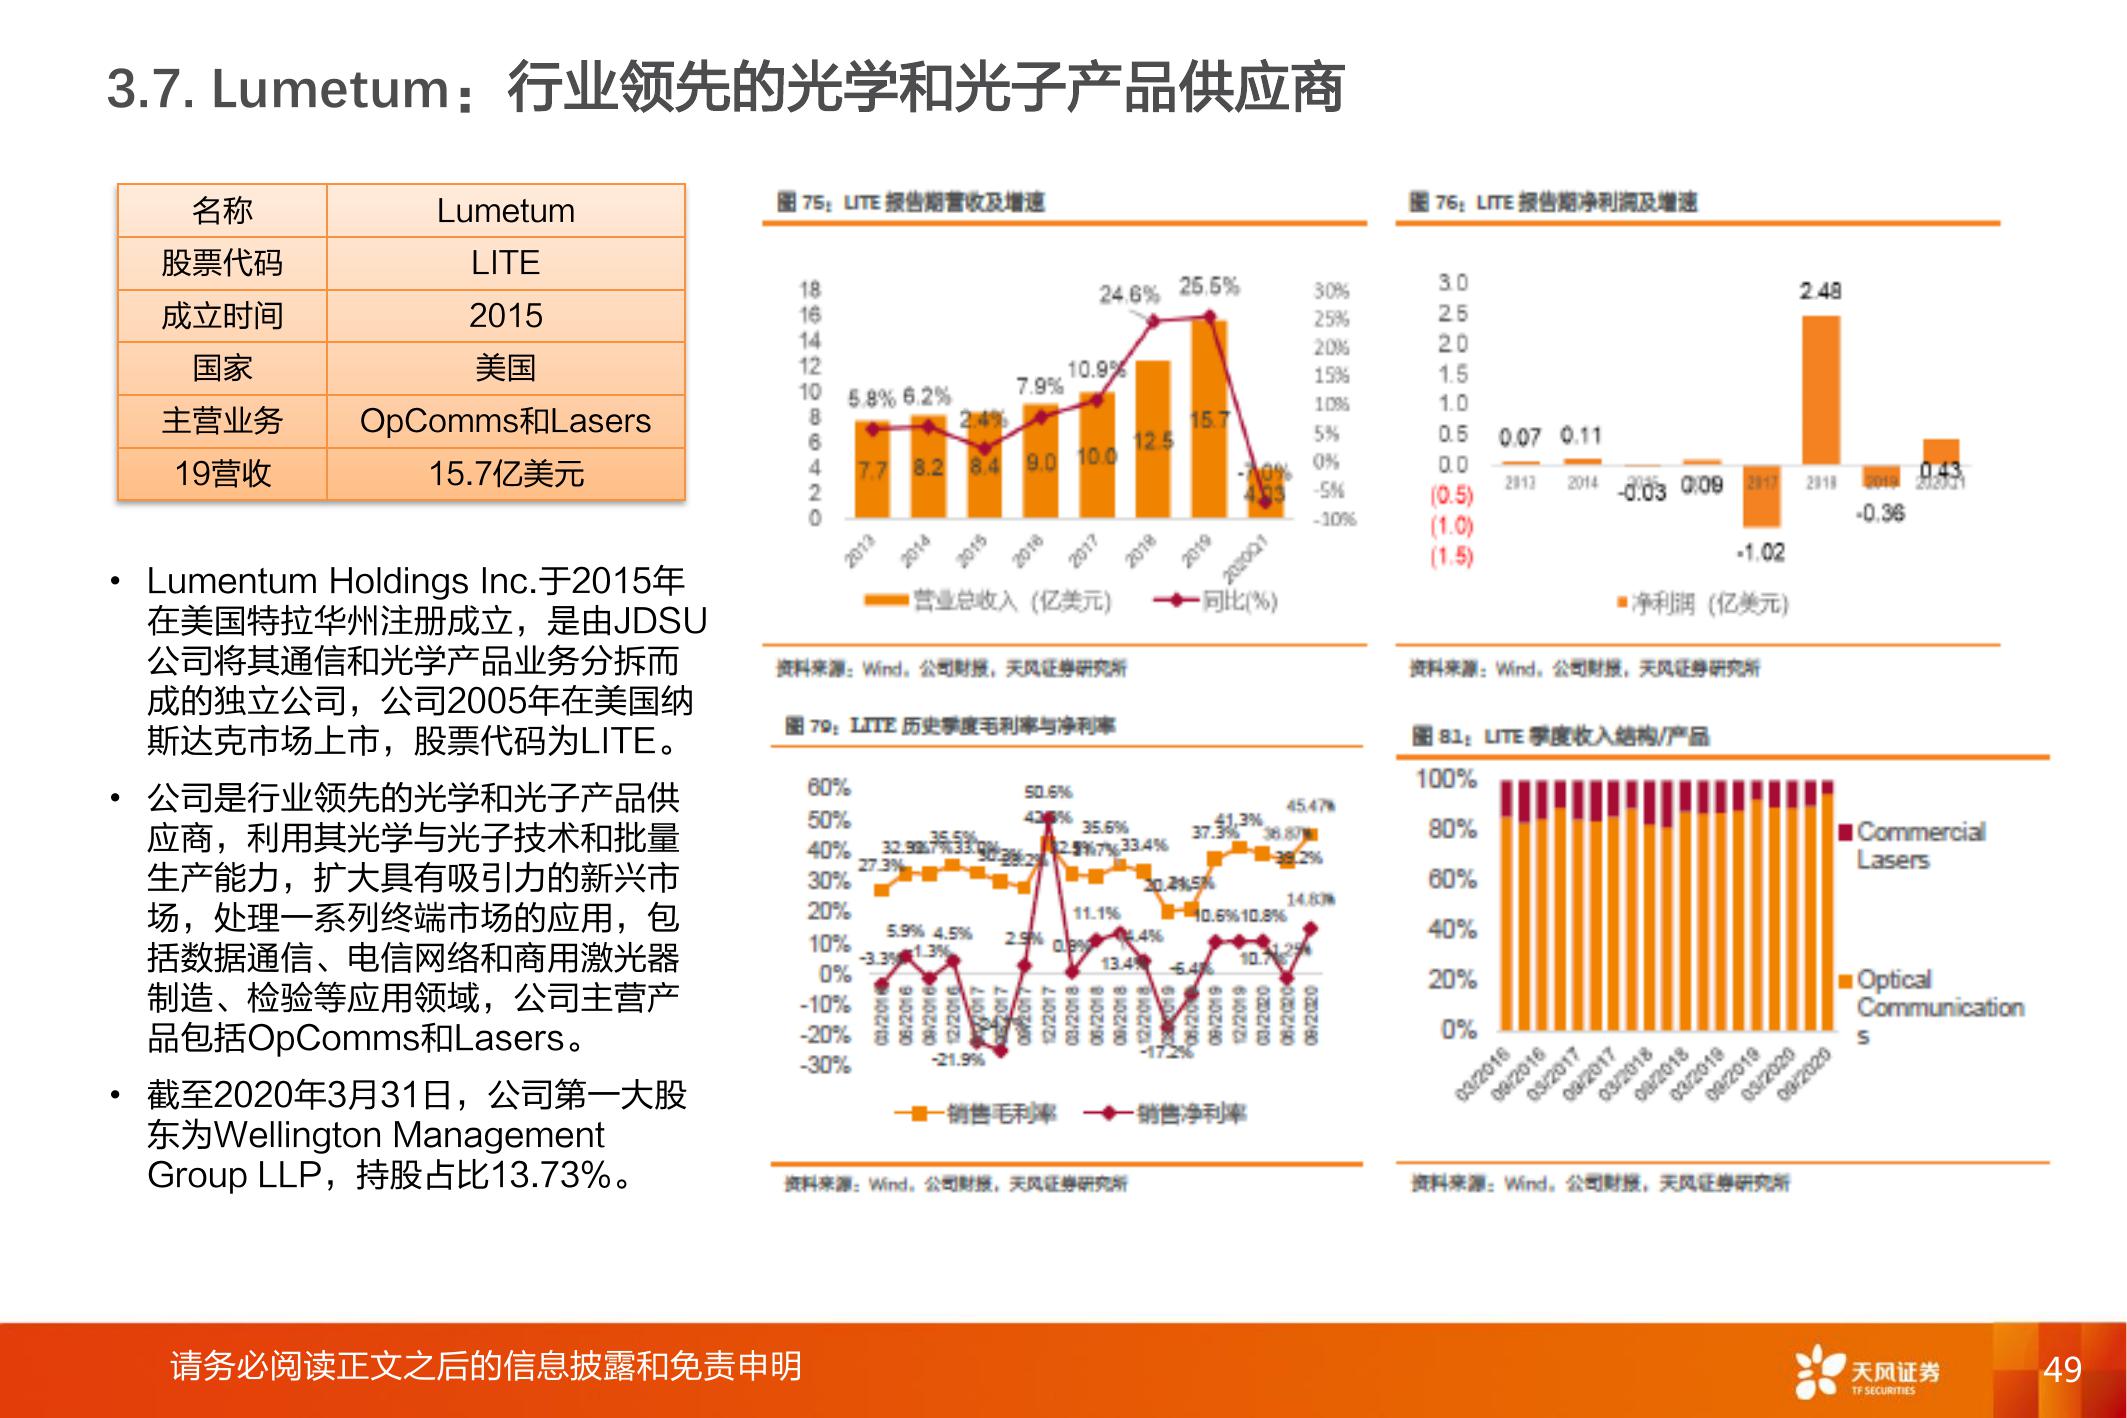 3.7. Lumetum：行业领先的光学和光子产品供应商
名称 Lumetum
股票代码 LITE
成立时间 2015
国家 美国
主营业务 OpComms和Lasers
19营收 15.7亿美元
• Lumentum Holdings Inc.于2015年
在美国特拉华州注册成立，是由JDSU
公司将其通信和光学产品业务分拆而
成的独立公司，公司2005年在美国纳
斯达克市场上市，股票代码为LITE。
• 公司是行业领先的光学和光子产品供
应商，利用其光学与光子技术和批量
生产能力，扩大具有吸引力的新兴市
场，处理一系列终端市场的应用，包
括数据通信、电信网络和商用激光器
制造、检验等应用领域，公司主营产
品包括OpComms和Lasers。
• 截至2020年3月31日，公司第一大股
东为Wellington Management
Group LLP，持股占比13.73%。
图 75：LITE 报告期营收及增速
18
16
14
12
10
8
6
4
2
0
30%
25%
20%
15%
10%
5%
0%
-5%
-10%
5.8% 6.2% 2.4% 7.9% 10.9% 24.6% 25.5% -7.0%
7.7 8.2 8.4 9.0 10.0 12.5 15.7 4.03
2013 2014 2015 2016 2017 2018 2019 2020Q1
营业总收入（亿美元） 同比(%)
资料来源：Wind，公司财报，天风证券研究所
图 76：LITE 报告期净利润及增速
3.0
2.5
2.0
1.5
1.0
0.5
0.0
(0.5)
(1.0)
(1.5)
0.07 0.11 -0.03 0.09 -1.02 2.48 -0.36 0.43
2013 2014 2017 2018 2019 2020Q1
净利润（亿美元）
资料来源：Wind，公司财报，天风证券研究所
图 79：LITE 历史季度毛利率与净利率
60%
50%
40%
30%
20%
10%
0%
-10%
-20%
-30%
27.3% 35.5% 50.6% 35.6% 33.4% 37.3% 41.3% 36.87% 39.2% 45.47%
-3.3% 5.9% -1.3% 4.5% -21.9% 2.9% 0.9% 11.1% 13.4% -17.2% -6.4% 10.6% 10.8% 10.7% 14.83%
03/2016 06/2016 09/2016 12/2016 09/2017 12/2017 03/2018 06/2018 09/2018 12/2018 06/2019 09/2019 12/2019 03/2020 06/2020 09/2020
销售毛利率 销售净利率
资料来源：Wind，公司财报，天风证券研究所
图 81：LITE 季度收入结构/产品
100%
80%
60%
40%
20%
0%
03/2016 09/2016 03/2017 09/2017 03/2018 09/2018 03/2019 09/2019 03/2020 09/2020
Commercial
Lasers
Optical
Communication
s
资料来源：Wind，公司财报，天风证券研究所
请务必阅读正文之后的信息披露和免责申明
天风证券
TF SECURITIES
49